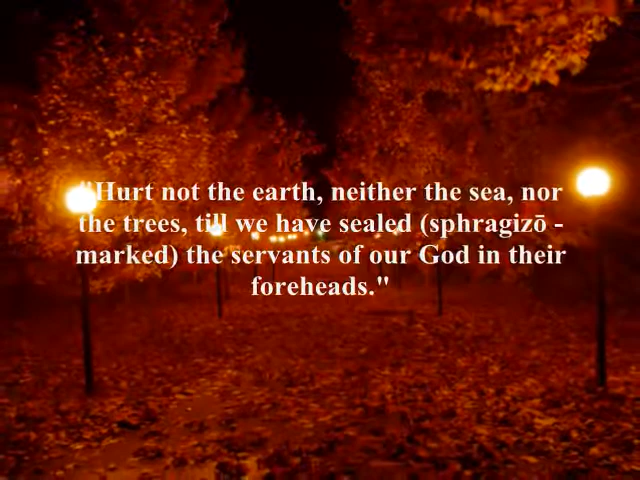 "Hurt not the earth, neither the sea, nor
the trees, till we have sealed (sphragizō -
marked) the servants of our God in their
foreheads."